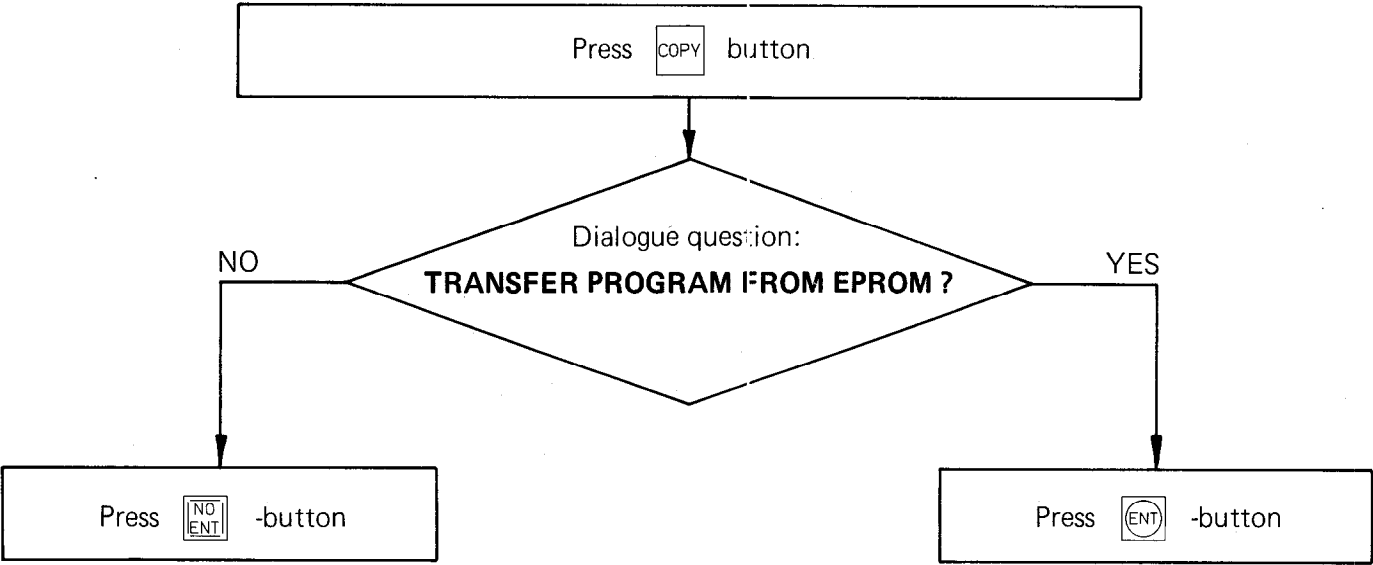 Press COPY button
Dialogue question:
TRANSFER PROGRAM FROM EPROM ?
NO
YES
Press NO ENT -button
Press ENT -button